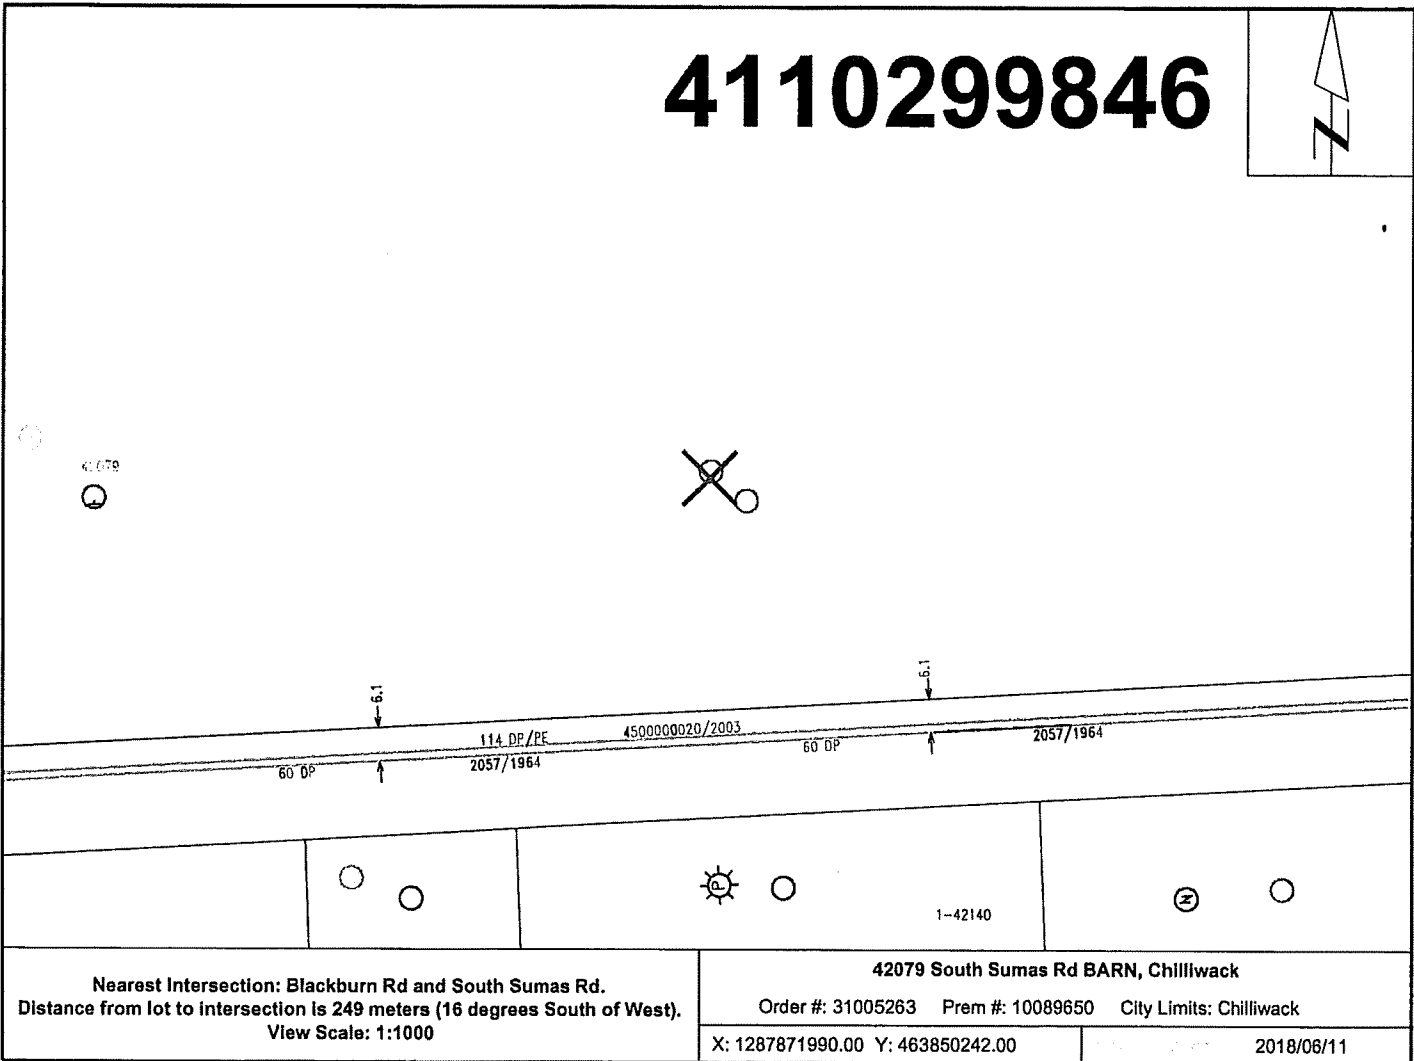 4110299846
N
6.1
6.1
114 DP/PE
4500000020/2003
60 DP
2057/1964
60 DP
2057/1964
P
N
1-42140
Nearest Intersection: Blackburn Rd and South Sumas Rd.
Distance from lot to intersection is 249 meters (16 degrees South of West).
View Scale: 1:1000
42079 South Sumas Rd BARN, Chilliwack
Order #: 31005263 Prem #: 10089650 City Limits: Chilliwack
X: 1287871990.00 Y: 463850242.00
2018/06/11